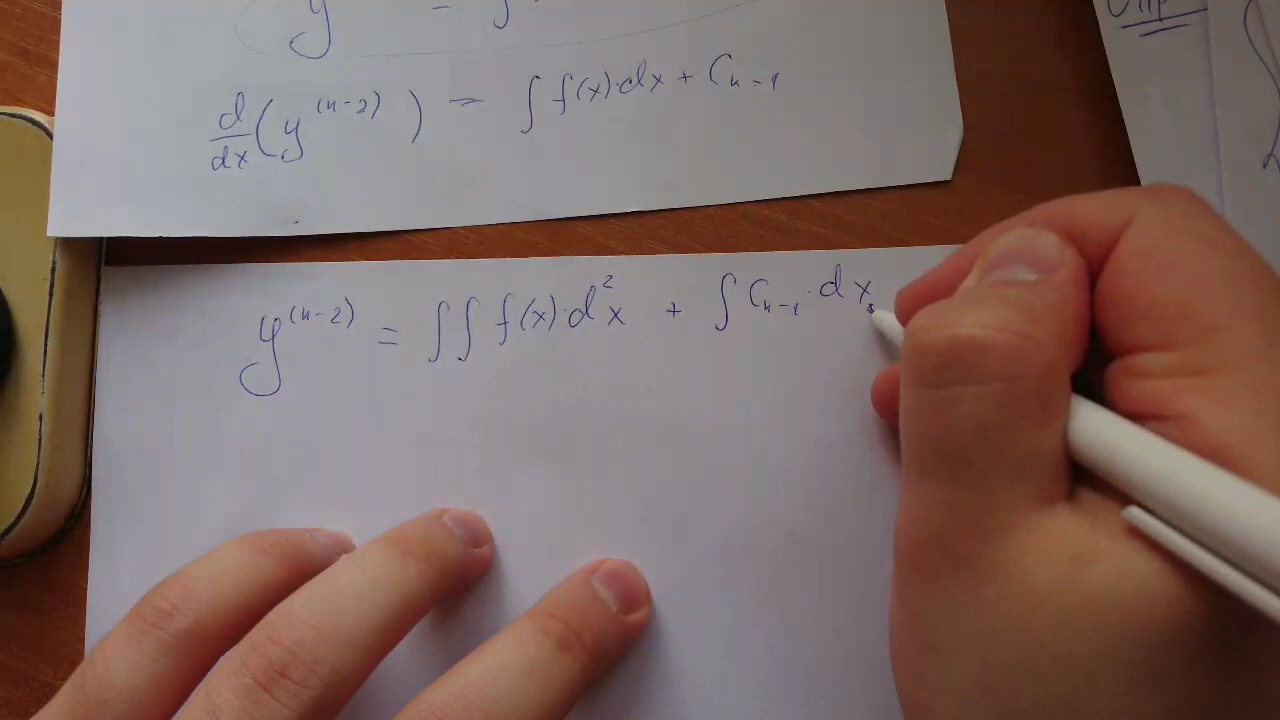 y = ∫
d/dx (y^(n-2)) = ∫ f(x)·dx + C_{n-1}
y^(n-2) = ∫∫ f(x)·d²x + ∫ C_{n-1}·dx